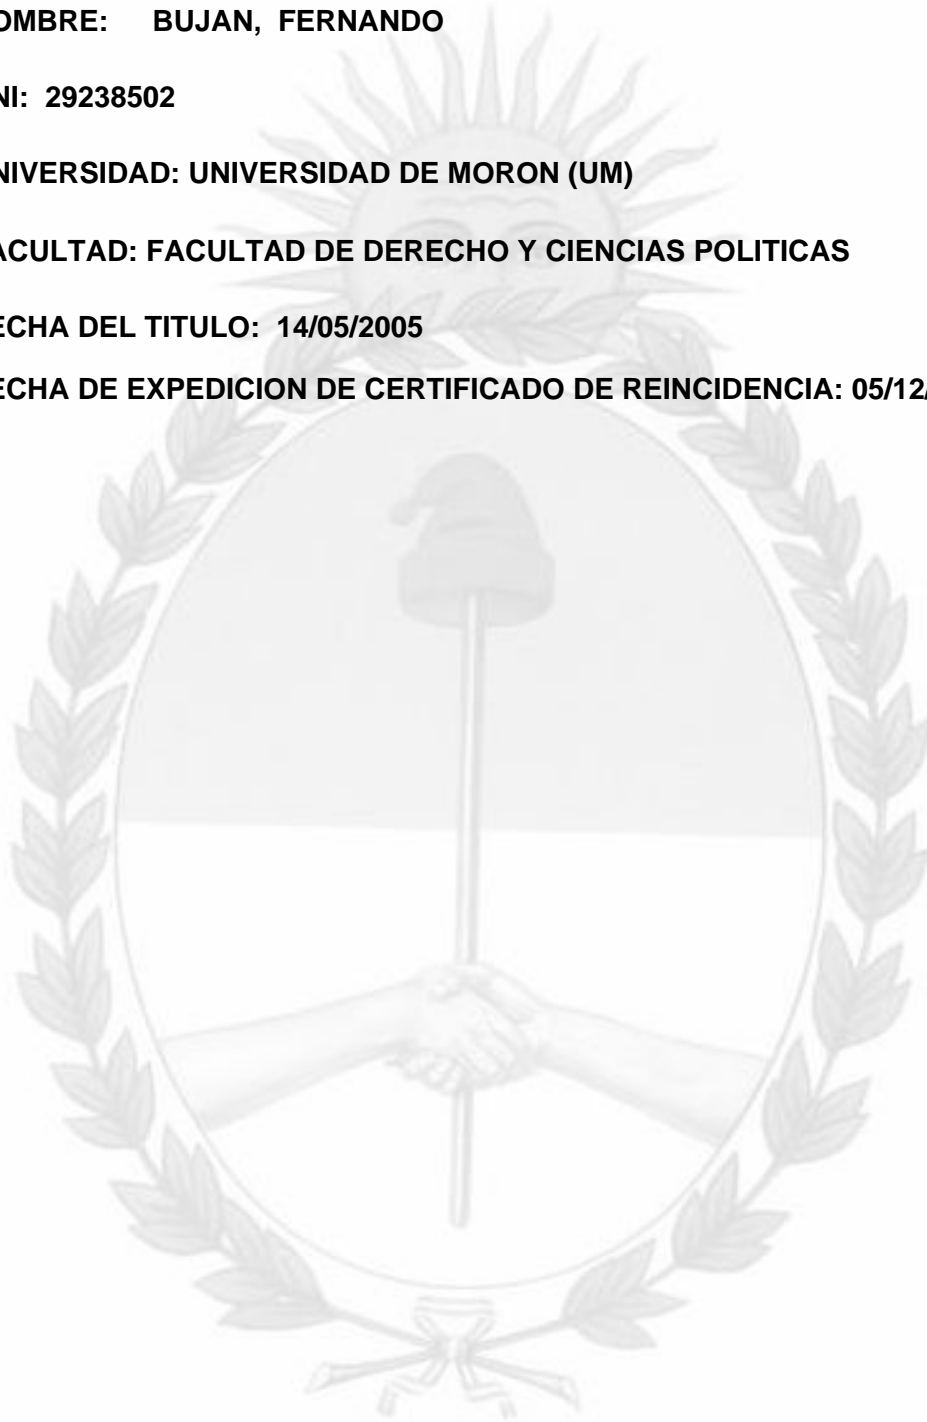 OMBRE: BUJAN, FERNANDO
NI: 29238502
NIVERSIDAD: UNIVERSIDAD DE MORON (UM)
ACULTAD: FACULTAD DE DERECHO Y CIENCIAS POLITICAS
ECHA DEL TITULO: 14/05/2005
ECHA DE EXPEDICION DE CERTIFICADO DE REINCIDENCIA: 05/12/